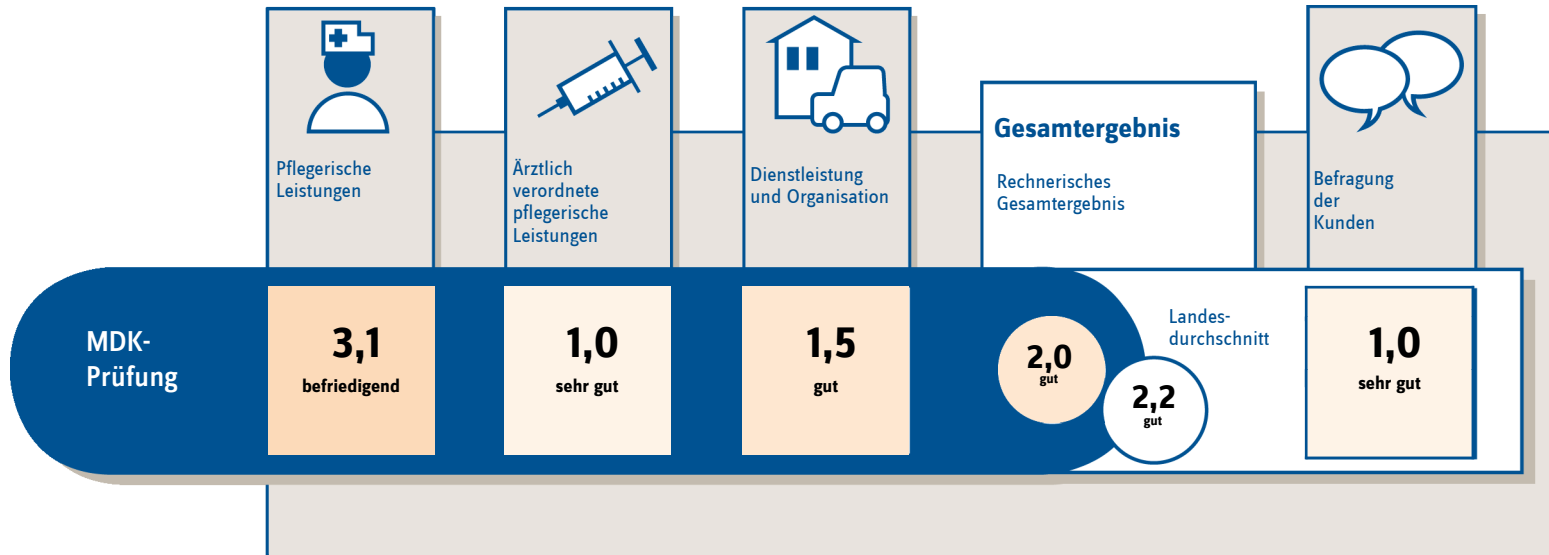 Pflegerische
Leistungen
Ärztlich
verordnete
pflegerische
Leistungen
Dienstleistung
und Organisation
Gesamtergebnis
Rechnerisches
Gesamtergebnis
Befragung
der
Kunden
MDK-
Prüfung
3,1
befriedigend
1,0
sehr gut
1,5
gut
2,0
gut
Landes-
durchschnitt
2,2
gut
1,0
sehr gut